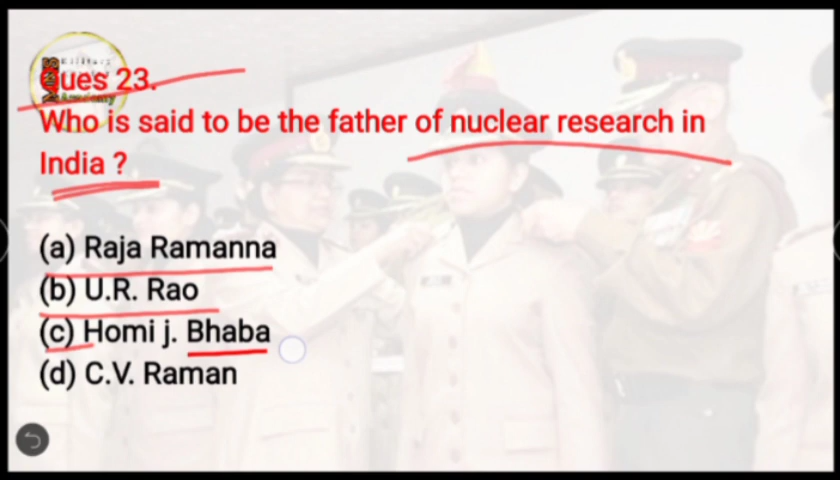 Ques 23.
Who is said to be the father of nuclear research in
India ?
(a) Raja Ramanna
(b) U.R. Rao
(c) Homi j. Bhaba
(d) C.V. Raman